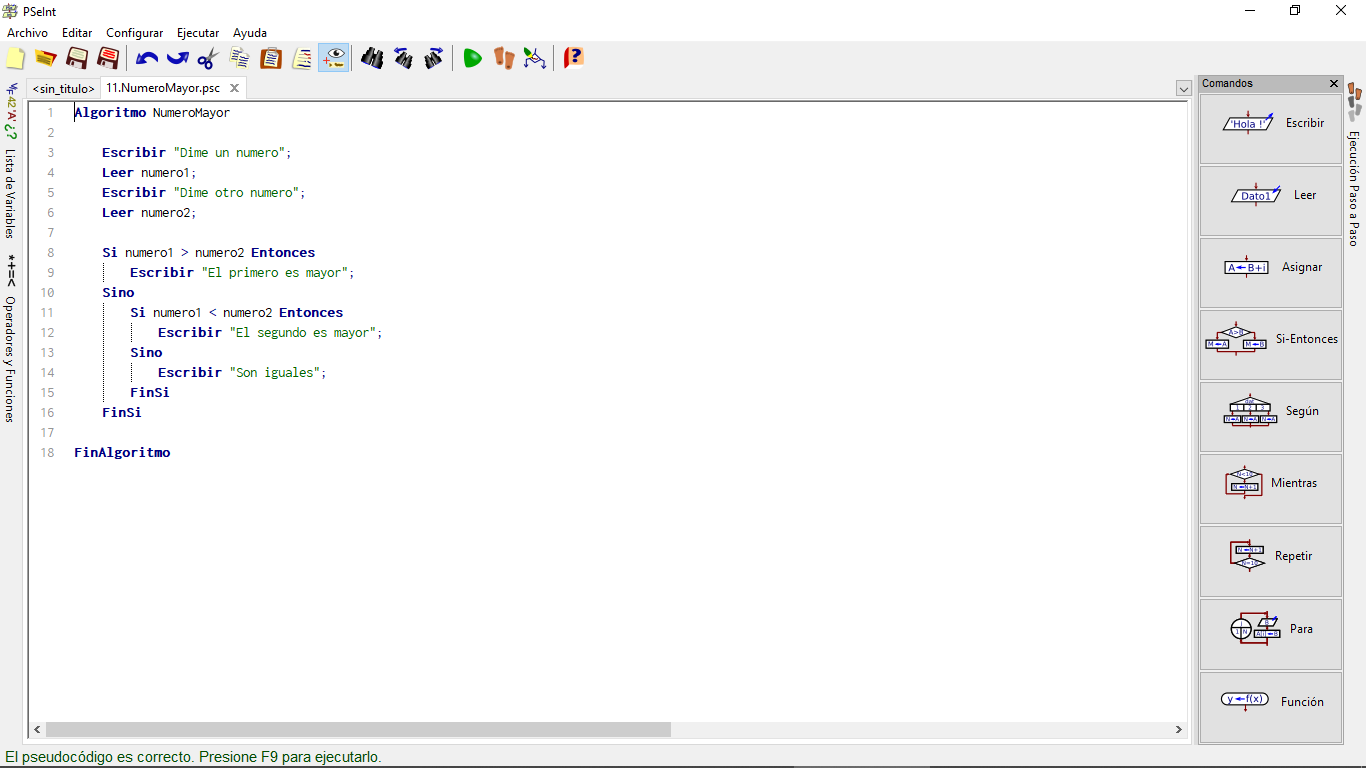 PSeInt
Archivo Editar Configurar Ejecutar Ayuda
<sin_titulo> 11.NumeroMayor.psc
1 Algoritmo NumeroMayor
2
3 Escribir "Dime un numero";
4 Leer numero1;
5 Escribir "Dime otro numero";
6 Leer numero2;
7
8 Si numero1 > numero2 Entonces
9 Escribir "El primero es mayor";
10 Sino
11 Si numero1 < numero2 Entonces
12 Escribir "El segundo es mayor";
13 Sino
14 Escribir "Son iguales";
15 FinSi
16 FinSi
17
18 FinAlgoritmo
Lista de Variables
*+=<
Operadores y Funciones
Comandos
'Hola !' Escribir
Dato1 Leer
A←B+i Asignar
A>B M←A M←B Si-Entonces
Según
Mientras
Repetir
Para
y←f(x) Función
Ejecución Paso a Paso
El pseudocódigo es correcto. Presione F9 para ejecutarlo.